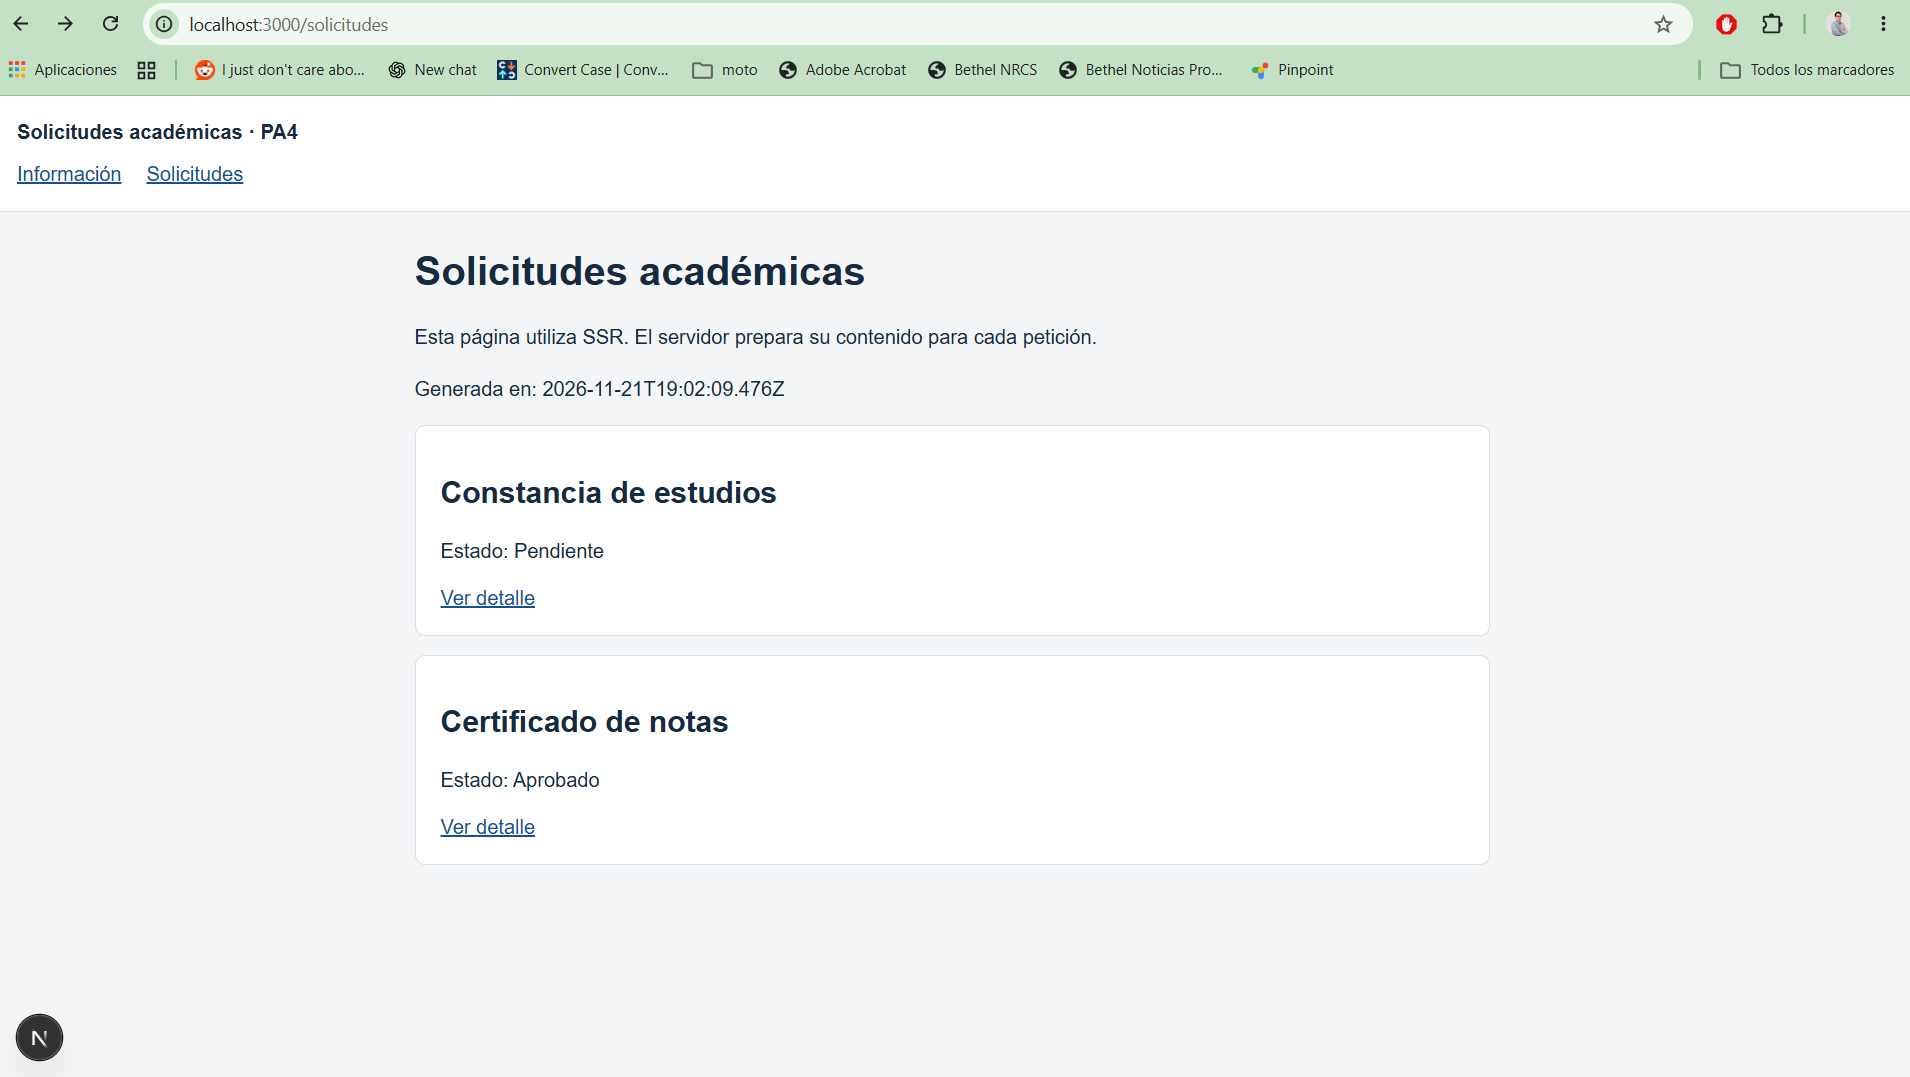 localhost:3000/solicitudes
Aplicaciones I just don't care abo... New chat Convert Case | Conv... moto Adobe Acrobat Bethel NRCS Bethel Noticias Pro... Pinpoint Todos los marcadores
Solicitudes académicas · PA4
Información Solicitudes
Solicitudes académicas
Esta página utiliza SSR. El servidor prepara su contenido para cada petición.
Generada en: 2026-11-21T19:02:09.476Z
Constancia de estudios
Estado: Pendiente
Ver detalle
Certificado de notas
Estado: Aprobado
Ver detalle
N